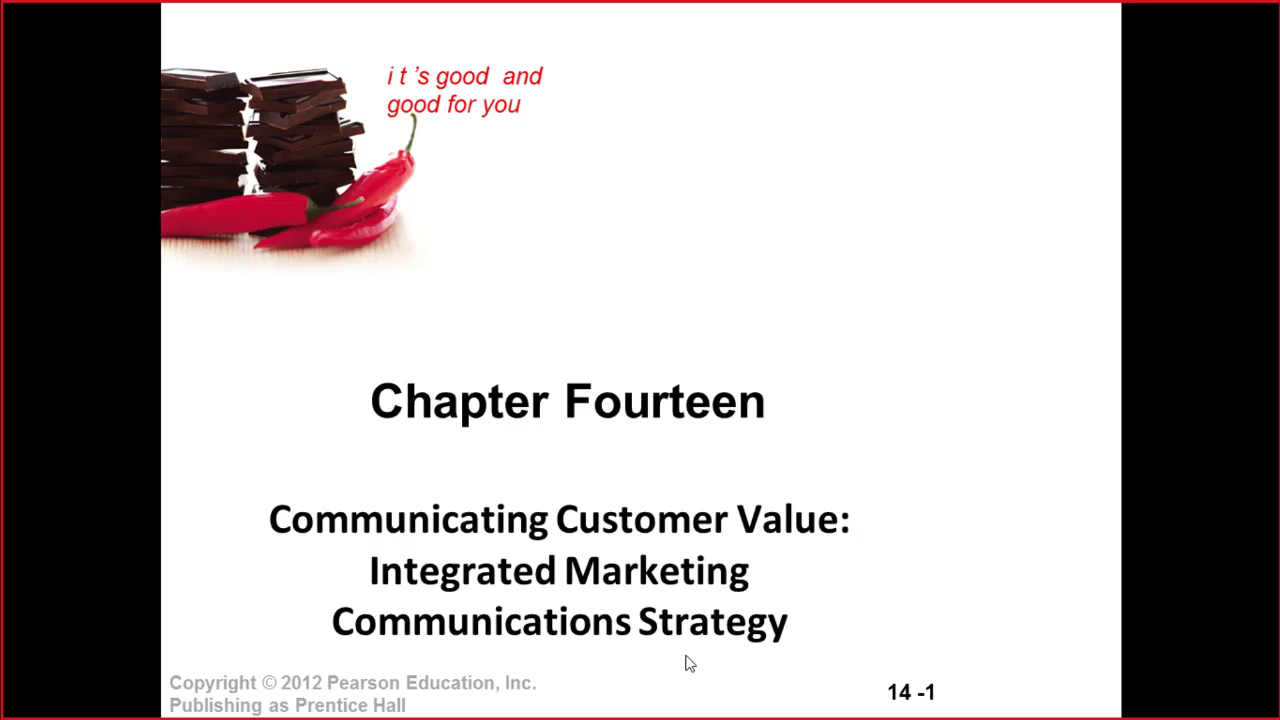 i t 's good and
good for you
Chapter Fourteen
Communicating Customer Value:
Integrated Marketing
Communications Strategy
Copyright © 2012 Pearson Education, Inc.
Publishing as Prentice Hall
14 -1